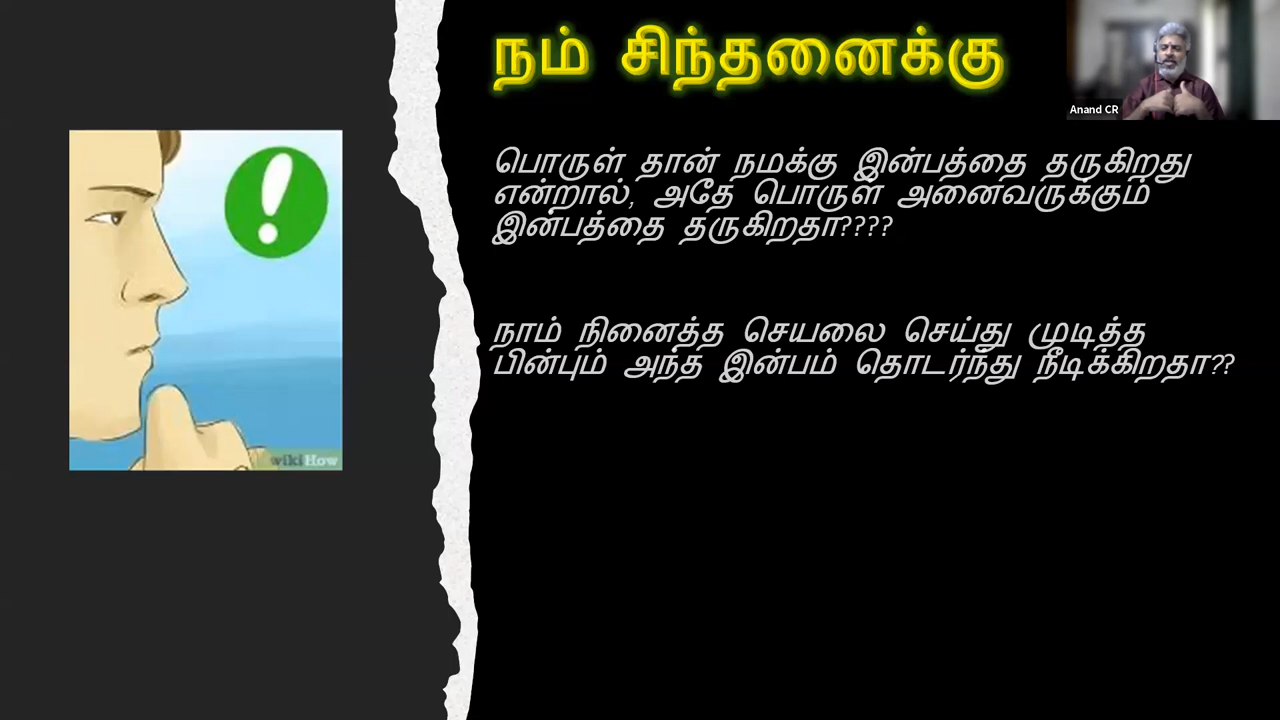 நம் சிந்தனைக்கு
Anand CR
பொருள் தான் நமக்கு இன்பத்தை தருகிறது
என்றால், அதே பொருள் அனைவருக்கும்
இன்பத்தை தருகிறதா????
நாம் நினைத்த செயலை செய்து முடித்த
பின்பும் அந்த இன்பம் தொடர்ந்து நீடிக்கிறதா??
wikiHow